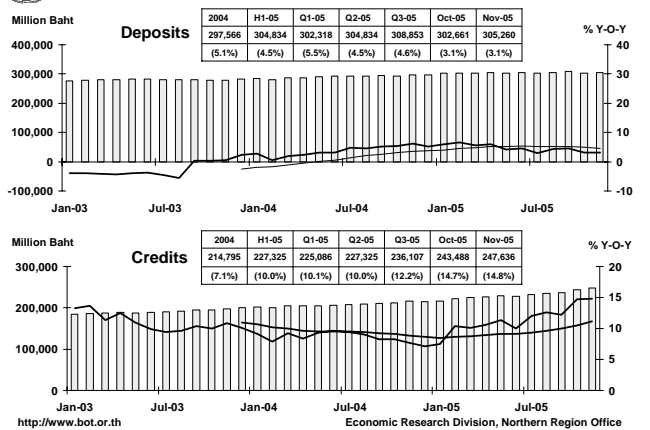 Million Baht
Deposits
% Y-O-Y
2004 H1-05 Q1-05 Q2-05 Q3-05 Oct-05 Nov-05
297,566 304,834 302,318 304,834 308,853 302,661 305,260
(5.1%) (4.5%) (5.5%) (4.5%) (4.6%) (3.1%) (3.1%)
400,000 40
300,000 30
200,000 20
100,000 10
0 0
-100,000 -10
Jan-03 Jul-03 Jan-04 Jul-04 Jan-05 Jul-05
Million Baht
Credits
% Y-O-Y
2004 H1-05 Q1-05 Q2-05 Q3-05 Oct-05 Nov-05
214,795 227,325 225,086 227,325 236,107 243,488 247,636
(7.1%) (10.0%) (10.1%) (10.0%) (12.2%) (14.7%) (14.8%)
300,000 20
15
200,000
10
100,000
5
0 0
Jan-03 Jul-03 Jan-04 Jul-04 Jan-05 Jul-05
http://www.bot.or.th Economic Research Division, Northern Region Office